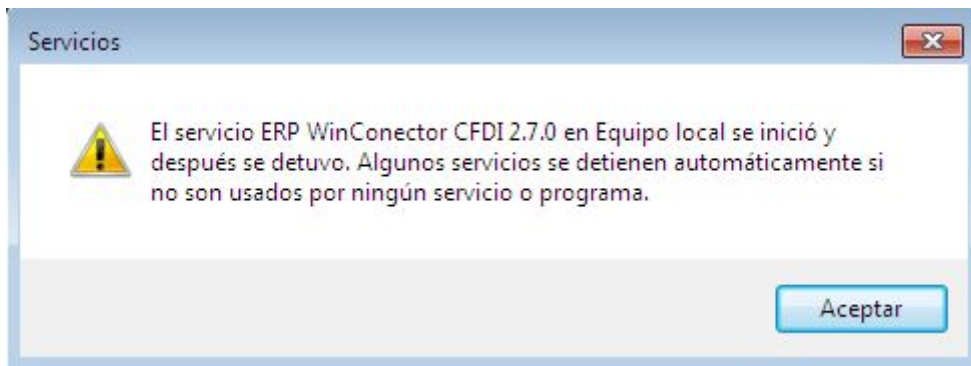 Servicios
El servicio ERP WinConector CFDI 2.7.0 en Equipo local se inició y
después se detuvo. Algunos servicios se detienen automáticamente si
no son usados por ningún servicio o programa.
Aceptar